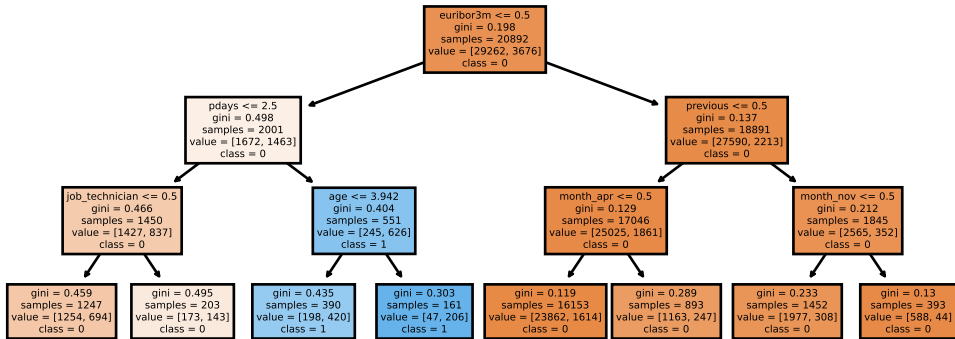 euribor3m <= 0.5
gini = 0.198
samples = 20892
value = [29262, 3676]
class = 0
pdays <= 2.5
gini = 0.498
samples = 2001
value = [1672, 1463]
class = 0
previous <= 0.5
gini = 0.137
samples = 18891
value = [27590, 2213]
class = 0
job_technician <= 0.5
gini = 0.466
samples = 1450
value = [1427, 837]
class = 0
age <= 3.942
gini = 0.404
samples = 551
value = [245, 626]
class = 1
month_apr <= 0.5
gini = 0.129
samples = 17046
value = [25025, 1861]
class = 0
month_nov <= 0.5
gini = 0.212
samples = 1845
value = [2565, 352]
class = 0
gini = 0.459
samples = 1247
value = [1254, 694]
class = 0
gini = 0.495
samples = 203
value = [173, 143]
class = 0
gini = 0.435
samples = 390
value = [198, 420]
class = 1
gini = 0.303
samples = 161
value = [47, 206]
class = 1
gini = 0.119
samples = 16153
value = [23862, 1614]
class = 0
gini = 0.289
samples = 893
value = [1163, 247]
class = 0
gini = 0.233
samples = 1452
value = [1977, 308]
class = 0
gini = 0.13
samples = 393
value = [588, 44]
class = 0